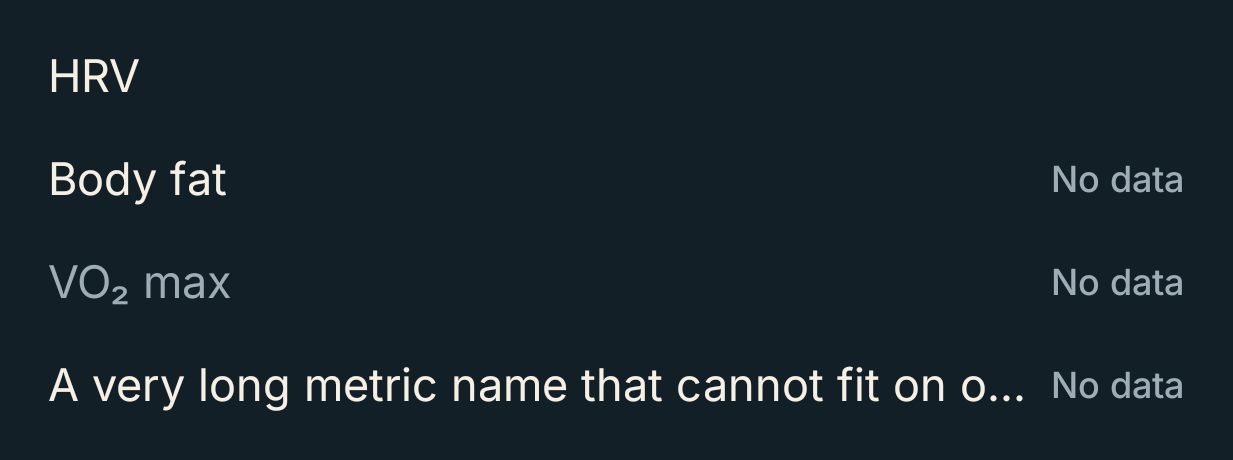 HRV
Body fat No data
VO₂ max No data
A very long metric name that cannot fit on o... No data